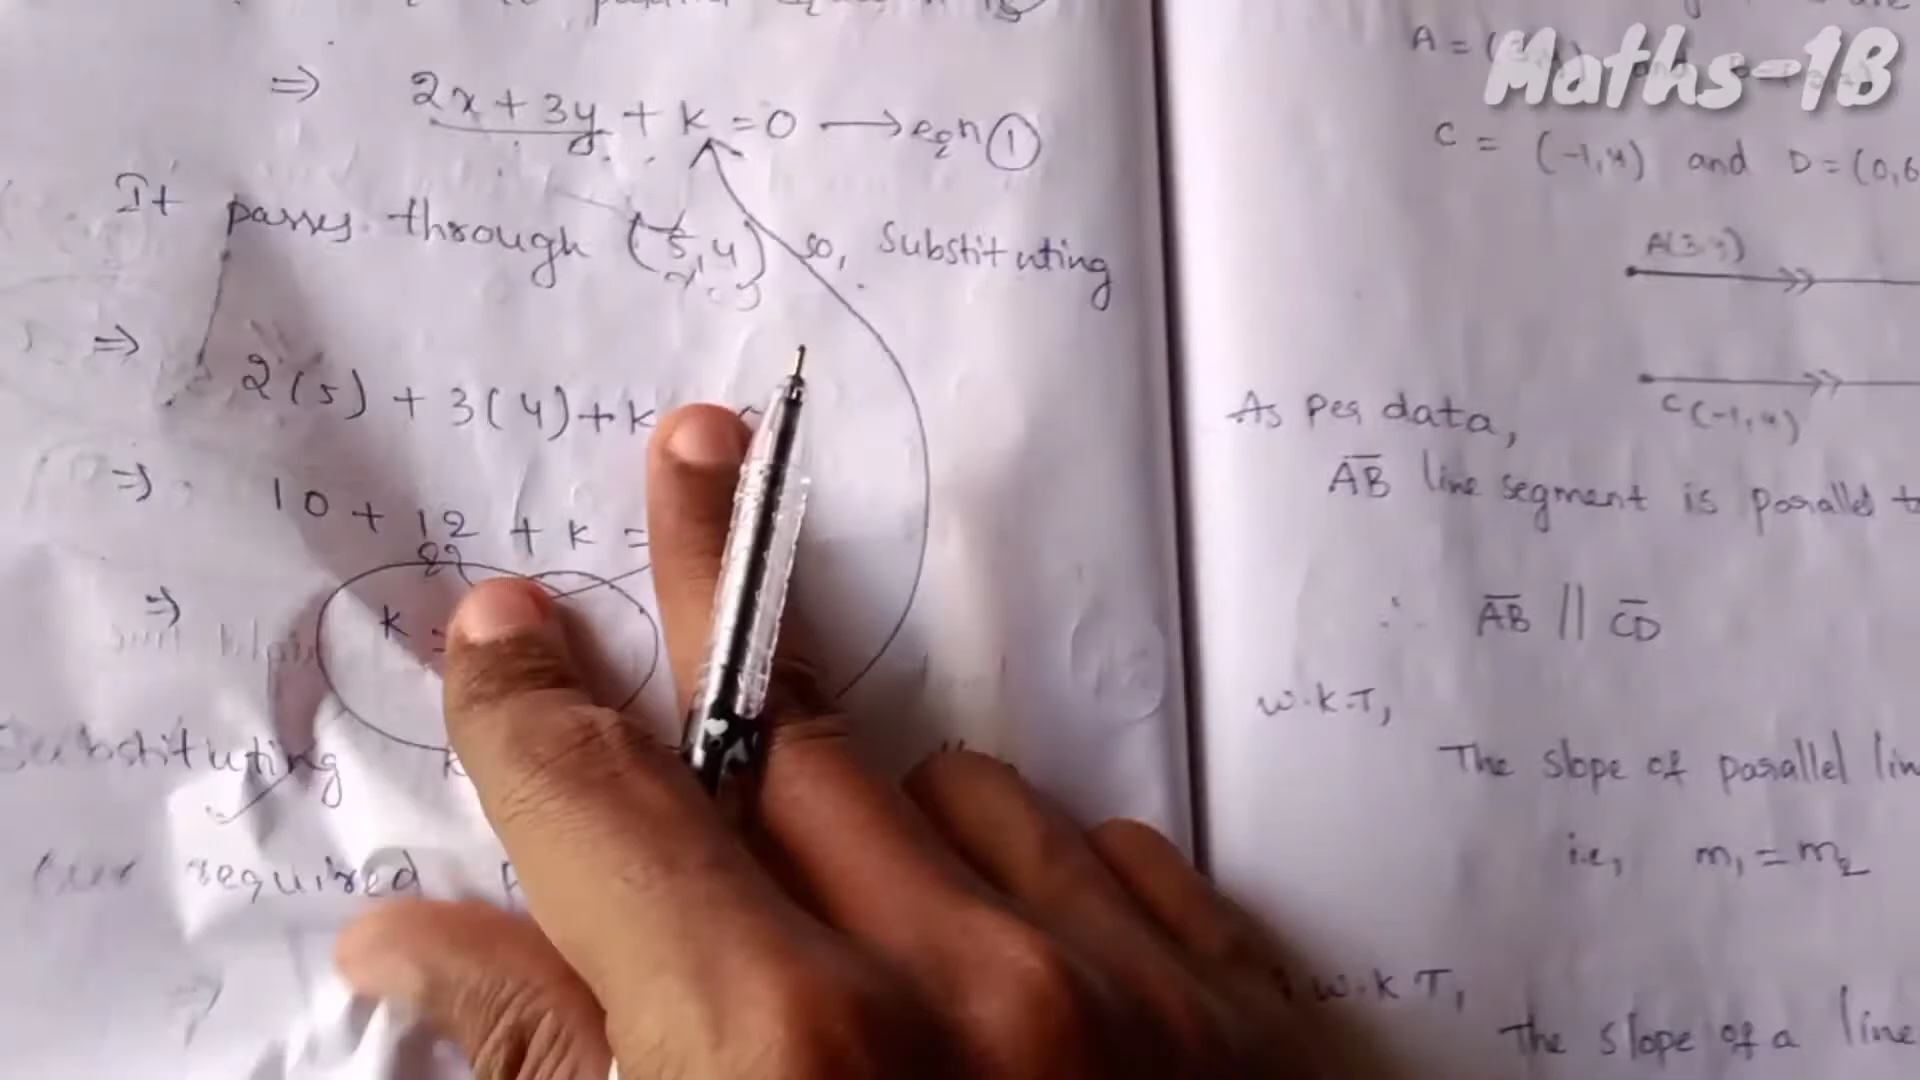 ⇒ 2x + 3y + k = 0 → eqn ①
It passes through (5,4) so, Substituting
x, y
⇒ 2(5) + 3(4) + k
⇒ 10 + 12 + k =
22
⇒ k =
Substituting k
our required
Maths-1B
A = (3,
C = (-1,4) and D = (0,6
A(3
C(-1,4)
As per data,
AB line segment is parallel t
∴ AB || CD
w.k.T,
The slope of parallel lin
i.e, m₁ = m₂
w.k.T,
The slope of a line